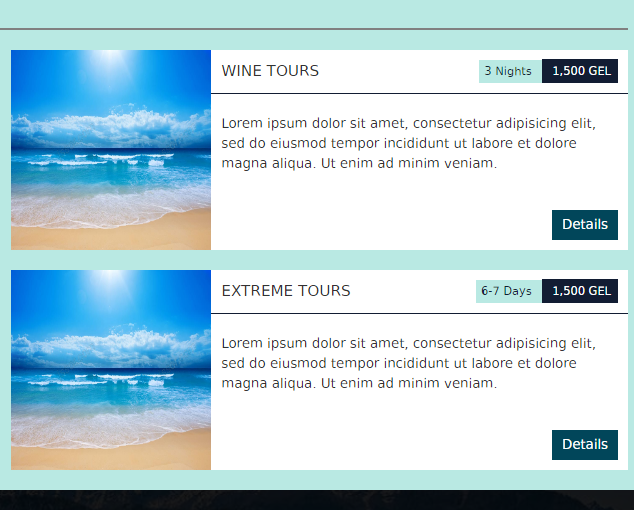 WINE TOURS 3 Nights 1,500 GEL
Lorem ipsum dolor sit amet, consectetur adipisicing elit,
sed do eiusmod tempor incididunt ut labore et dolore
magna aliqua. Ut enim ad minim veniam.
Details
EXTREME TOURS 6-7 Days 1,500 GEL
Lorem ipsum dolor sit amet, consectetur adipisicing elit,
sed do eiusmod tempor incididunt ut labore et dolore
magna aliqua. Ut enim ad minim veniam.
Details